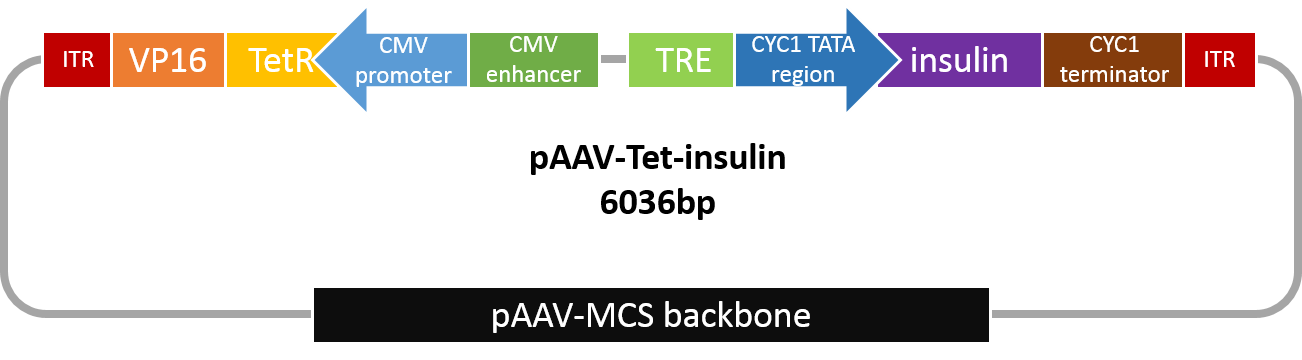 ITR
VP16
TetR
CMV
promoter
CMV
enhancer
TRE
CYC1 TATA
region
insulin
CYC1
terminator
ITR
pAAV-Tet-insulin
6036bp
pAAV-MCS backbone